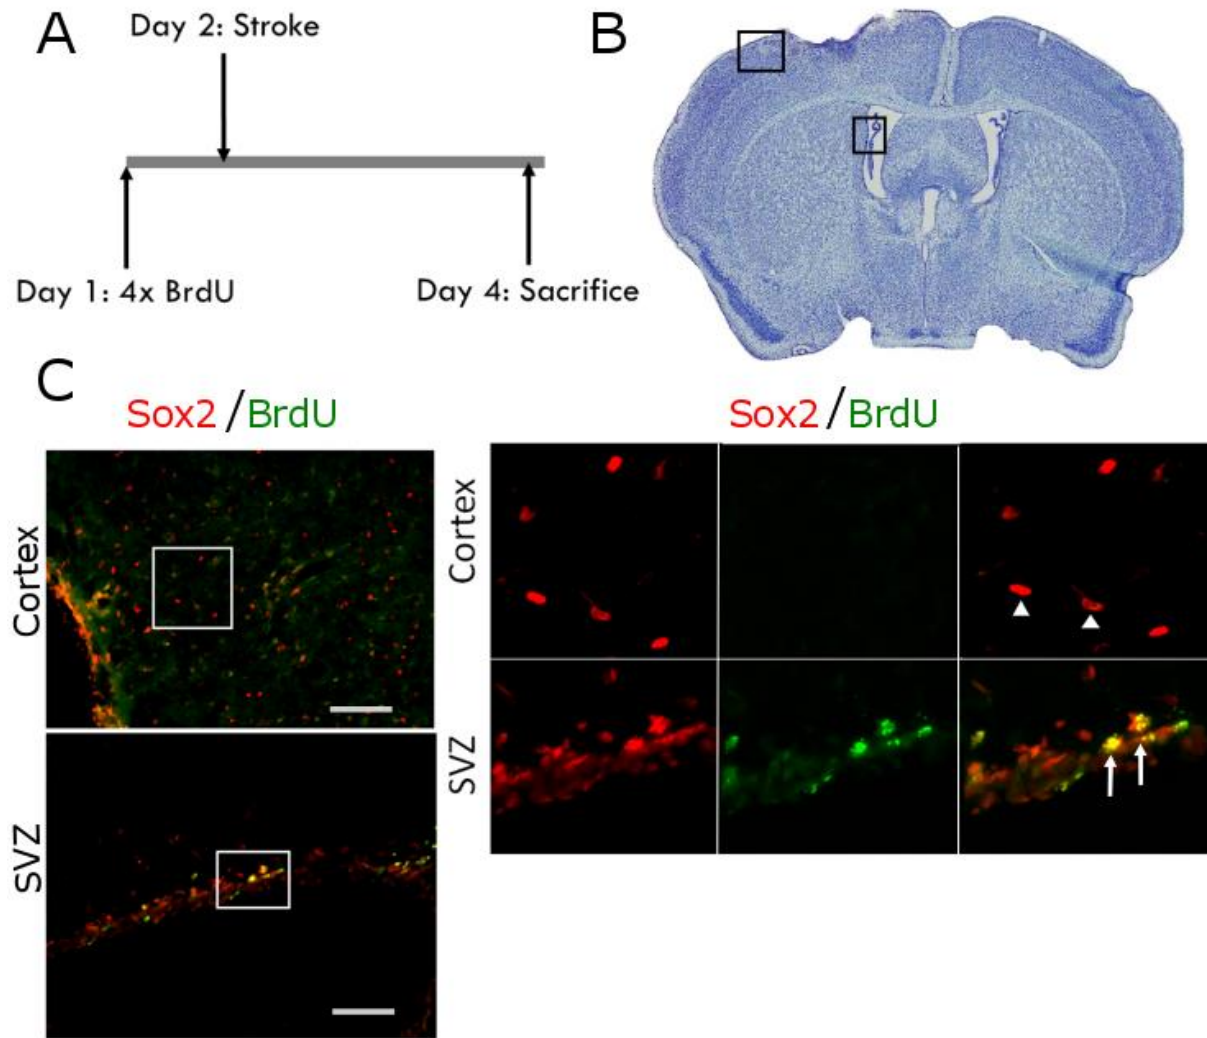 A
Day 2: Stroke
Day 1: 4x BrdU
Day 4: Sacrifice
B
C
Sox2 / BrdU
Sox2 / BrdU
Cortex
SVZ
Cortex
SVZ